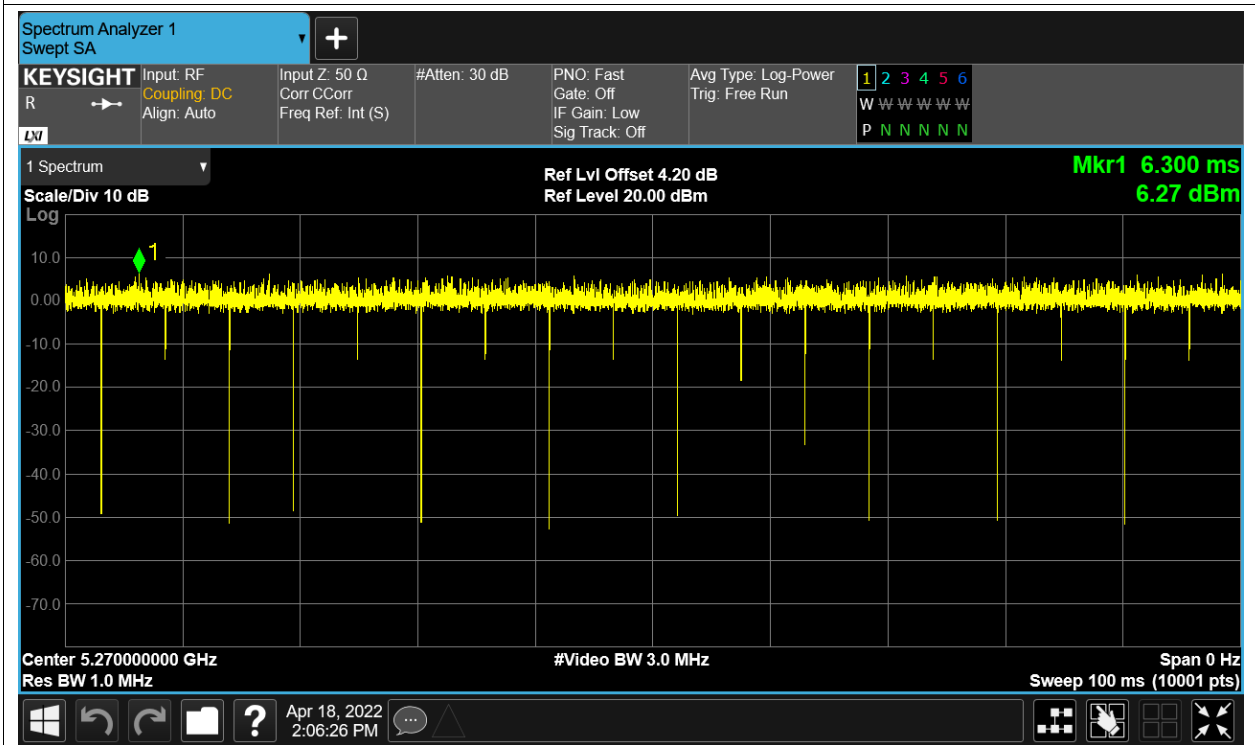 Spectrum Analyzer 1
Swept SA
KEYSIGHT
R
LXI
Input: RF
Coupling: DC
Align: Auto
Input Z: 50 Ω
Corr CCorr
Freq Ref: Int (S)
#Atten: 30 dB
PNO: Fast
Gate: Off
IF Gain: Low
Sig Track: Off
Avg Type: Log-Power
Trig: Free Run
1 2 3 4 5 6
W W W W W W
P N N N N N
1 Spectrum
Scale/Div 10 dB
Log
Ref Lvl Offset 4.20 dB
Ref Level 20.00 dBm
Mkr1 6.300 ms
6.27 dBm
1
10.0
0.00
-10.0
-20.0
-30.0
-40.0
-50.0
-60.0
-70.0
Center 5.270000000 GHz
Res BW 1.0 MHz
#Video BW 3.0 MHz
Span 0 Hz
Sweep 100 ms (10001 pts)
?
Apr 18, 2022
2:06:26 PM